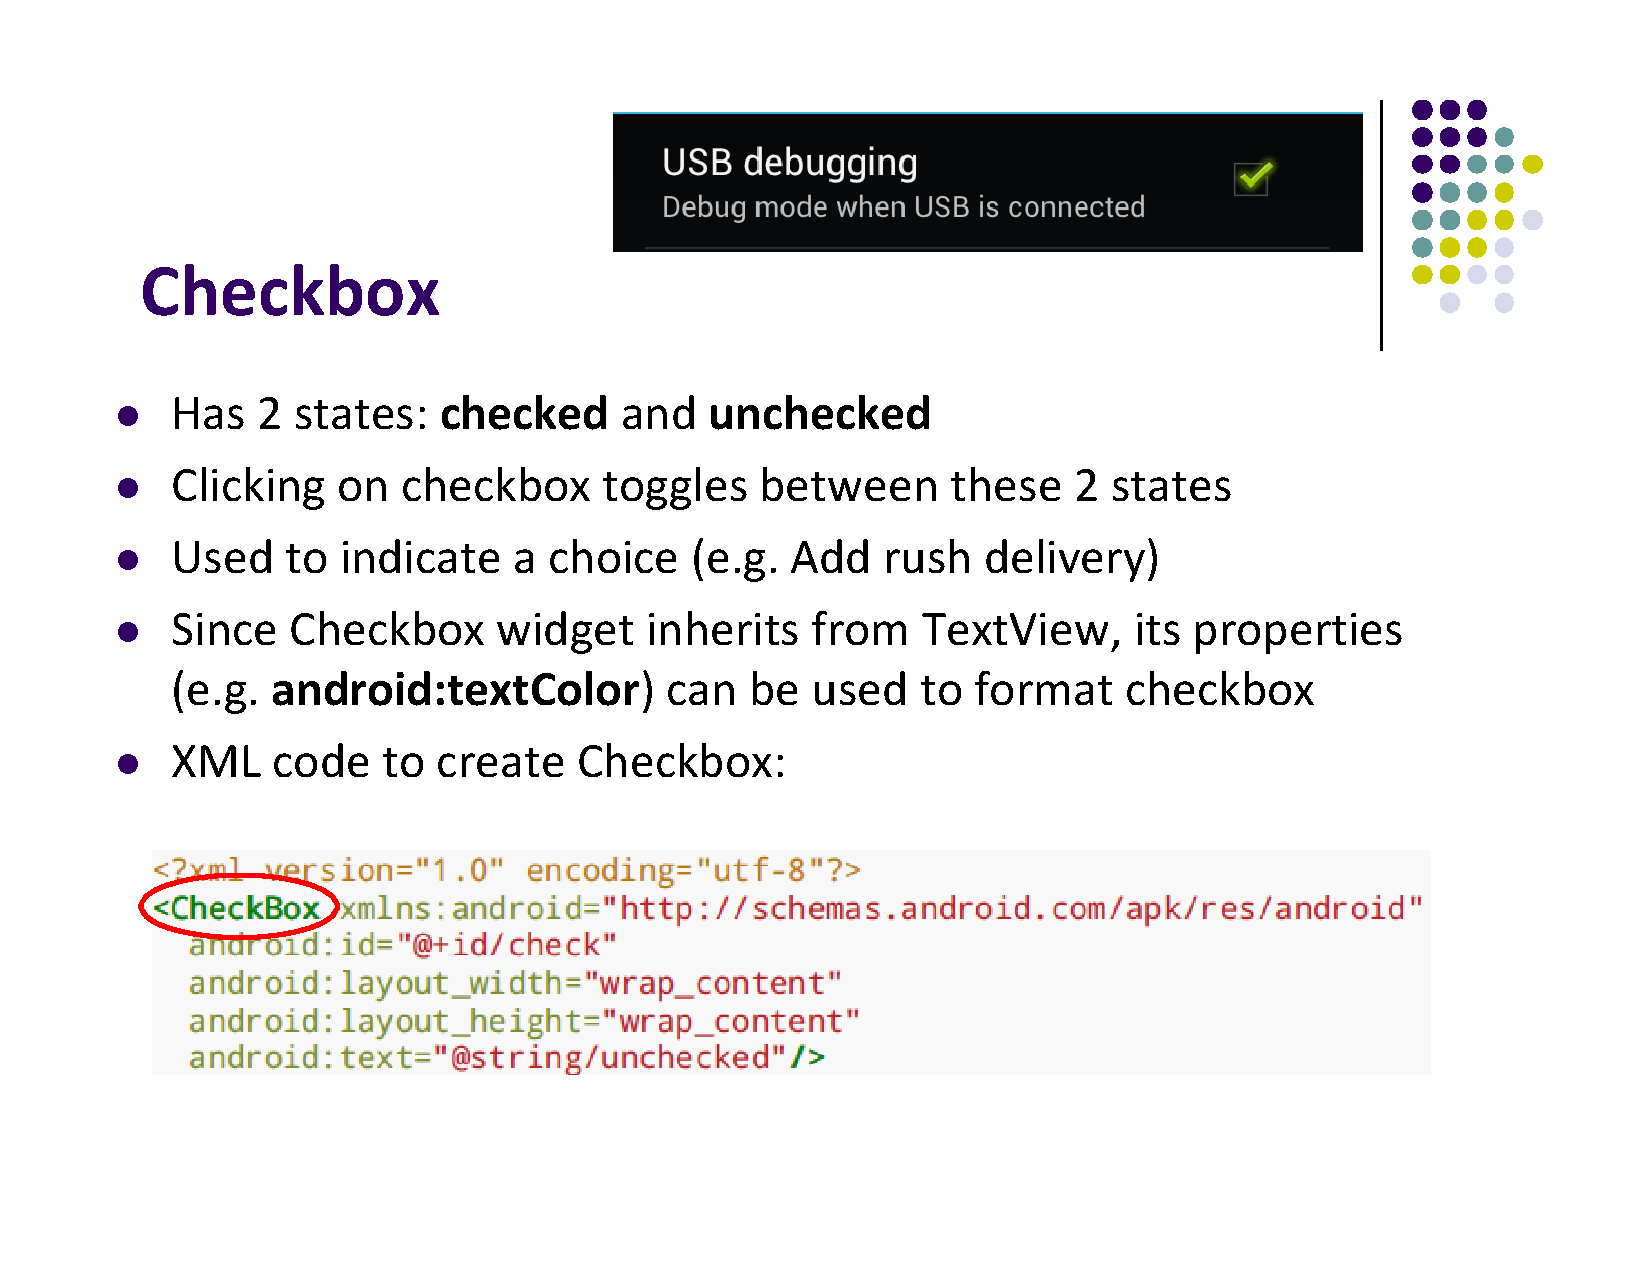 USB debugging
Debug mode when USB is connected
Checkbox
Has 2 states: checked and unchecked
Clicking on checkbox toggles between these 2 states
Used to indicate a choice (e.g. Add rush delivery)
Since Checkbox widget inherits from TextView, its properties
(e.g. android:textColor) can be used to format checkbox
XML code to create Checkbox:
<?xml version="1.0" encoding="utf-8"?>
<CheckBox xmlns:android="http://schemas.android.com/apk/res/android"
android:id="@+id/check"
android:layout_width="wrap_content"
android:layout_height="wrap_content"
android:text="@string/unchecked"/>